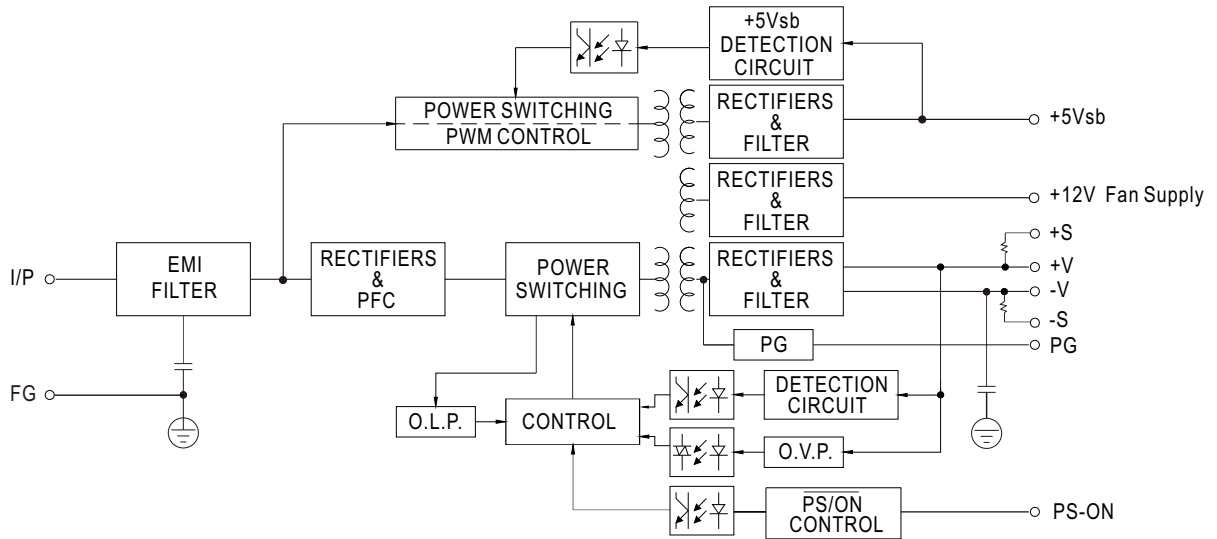 +5Vsb
DETECTION
CIRCUIT
POWER SWITCHING
PWM CONTROL
RECTIFIERS
&
FILTER
+5Vsb
RECTIFIERS
&
FILTER
+12V Fan Supply
I/P
EMI
FILTER
RECTIFIERS
&
PFC
POWER
SWITCHING
RECTIFIERS
&
FILTER
+S
+V
-V
-S
PG
PG
FG
O.L.P.
CONTROL
DETECTION
CIRCUIT
O.V.P.
PS/ON
CONTROL
PS-ON